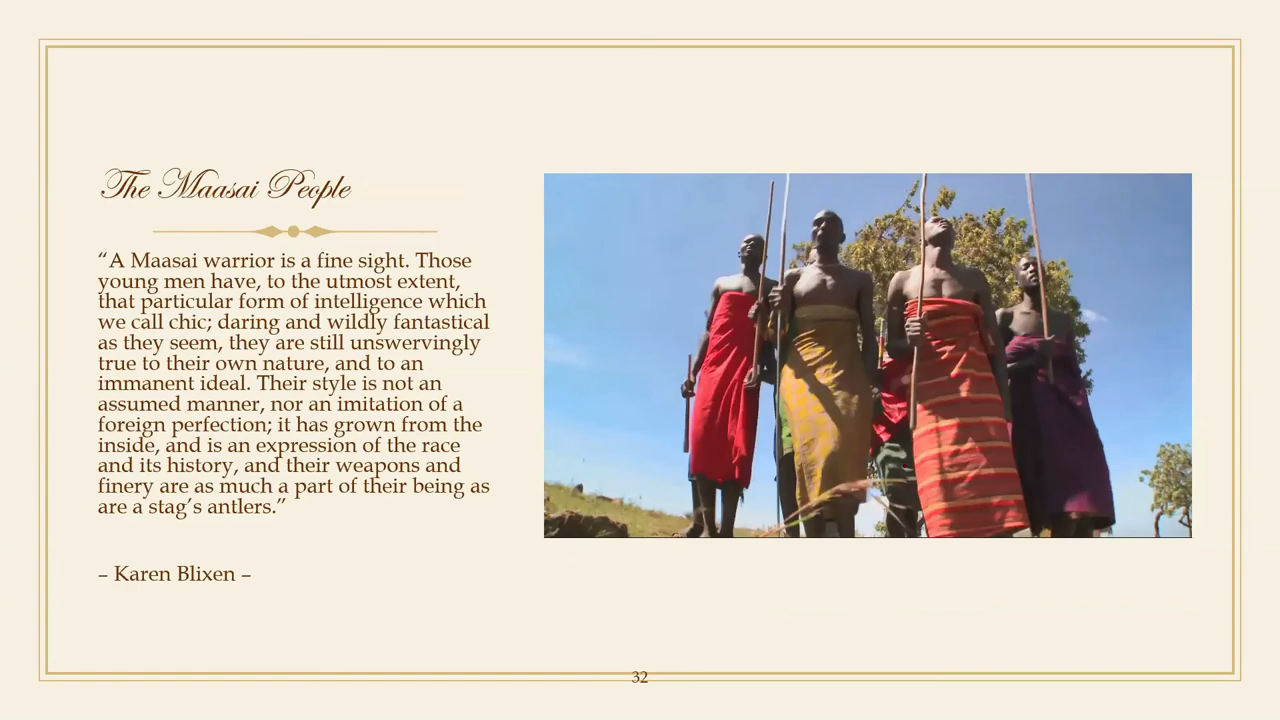 The Maasai People
“A Maasai warrior is a fine sight. Those
young men have, to the utmost extent,
that particular form of intelligence which
we call chic; daring and wildly fantastical
as they seem, they are still unswervingly
true to their own nature, and to an
immanent ideal. Their style is not an
assumed manner, nor an imitation of a
foreign perfection; it has grown from the
inside, and is an expression of the race
and its history, and their weapons and
finery are as much a part of their being as
are a stag’s antlers.”
– Karen Blixen –
32